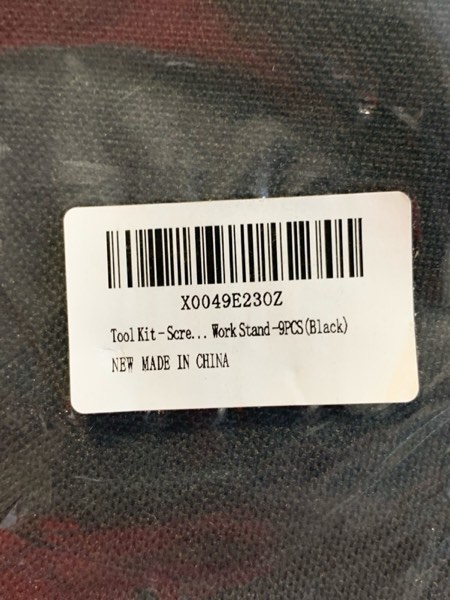 X0049E230Z
Tool Kit-Scre... Work Stand-9PCS(Black)
NEW MADE IN CHINA